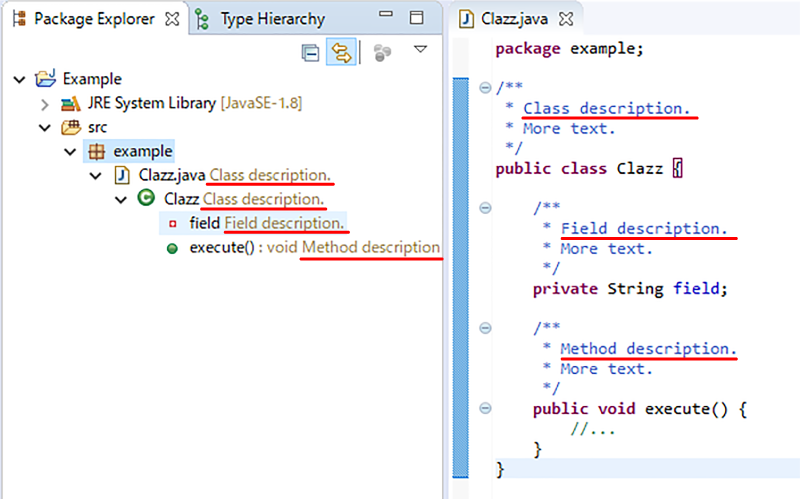 Package Explorer
Type Hierarchy
Example
JRE System Library [JavaSE-1.8]
src
example
Clazz.java Class description.
Clazz Class description.
field Field description.
execute() : void Method description
Clazz.java
package example;
/**
* Class description.
* More text.
*/
public class Clazz {
/**
* Field description.
* More text.
*/
private String field;
/**
* Method description.
* More text.
*/
public void execute() {
//...
}
}